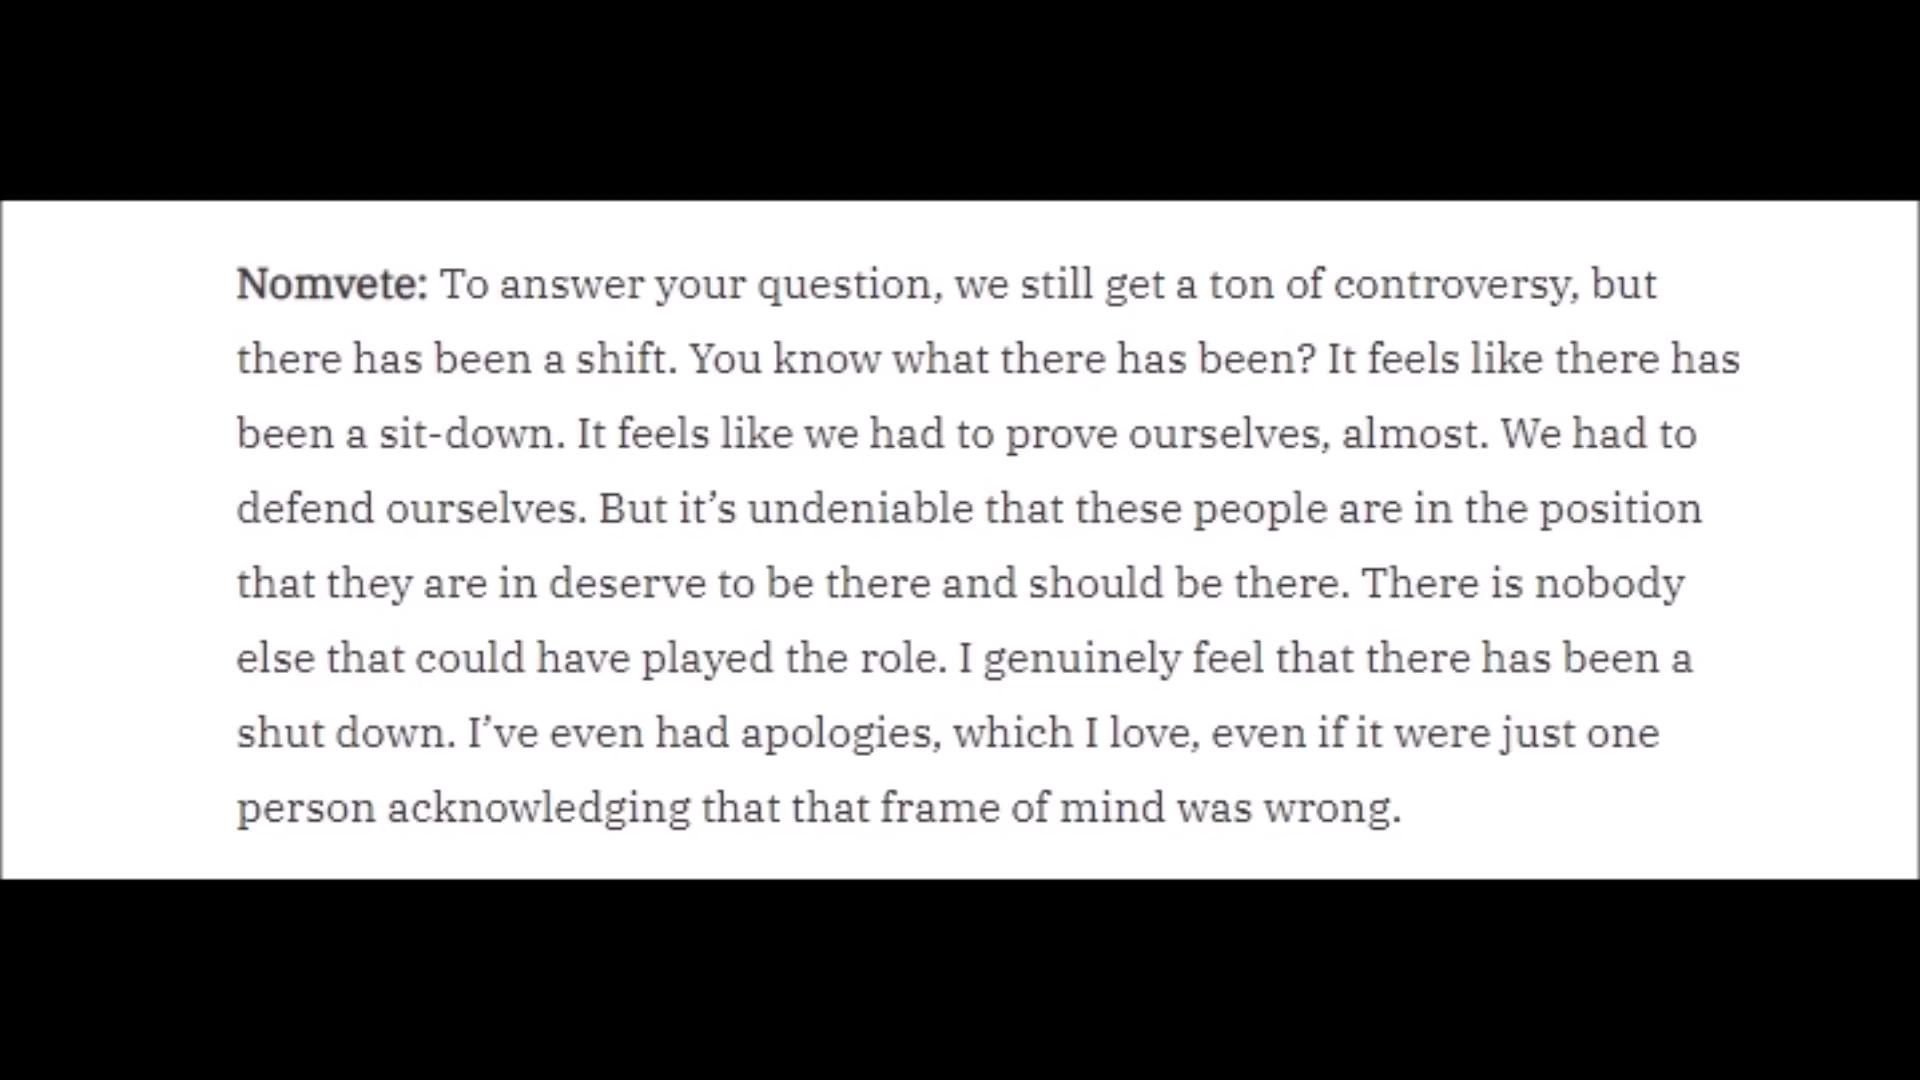 Nomvete: To answer your question, we still get a ton of controversy, but
there has been a shift. You know what there has been? It feels like there has
been a sit-down. It feels like we had to prove ourselves, almost. We had to
defend ourselves. But it’s undeniable that these people are in the position
that they are in deserve to be there and should be there. There is nobody
else that could have played the role. I genuinely feel that there has been a
shut down. I’ve even had apologies, which I love, even if it were just one
person acknowledging that that frame of mind was wrong.